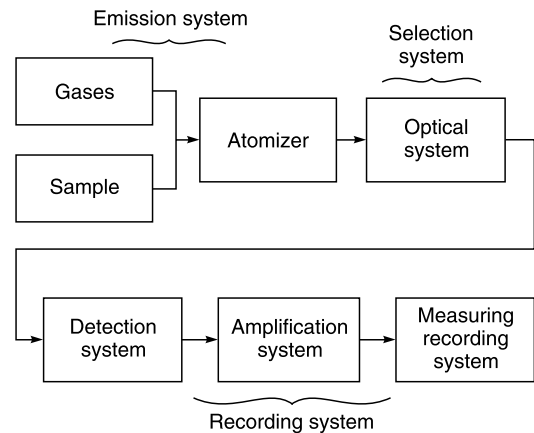 Emission system
Selection
system
Gases
Atomizer
Optical
system
Sample
Detection
system
Amplification
system
Measuring
recording
system
Recording system